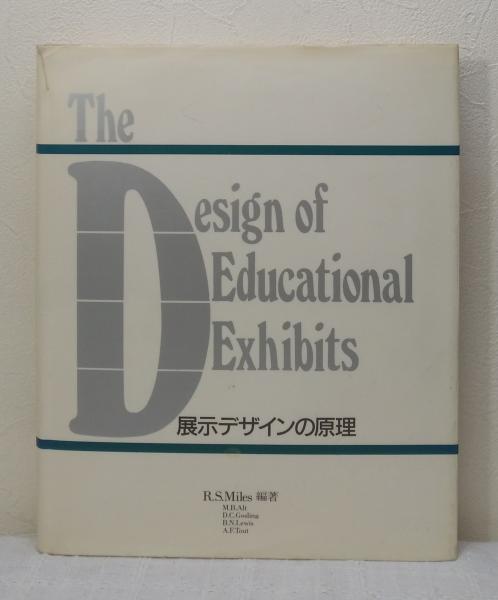 The
Design of
Educational
Exhibits
展示デザインの原理
R.S.Miles 編著
M.B.Alt
D.C.Gosling
B.N.Lewis
A.F.Tout